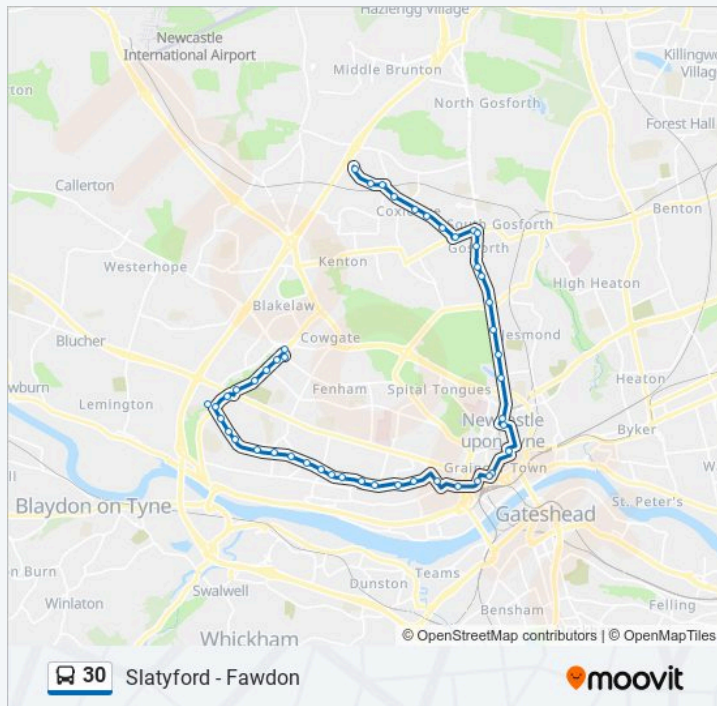 Hazlerigg Village
Newcastle
International Airport
Middle Brunton
Killingworth
Village
North Gosforth
Forest Hall
Callerton
Coxlodge
South Gosforth
Gosforth
Benton
Westerhope
Kenton
High Heaton
Blakelaw
Blucher
Cowgate
Jesmond
Newburn
Lemington
Fenham
Spital Tongues
Heaton
Newcastle
upon Tyne
Byker
Grainger Town
Blaydon on Tyne
St. Peter's
Gateshead
Teams
Dunston
Swalwell
Winlaton
Bensham
Felling
Whickham
© OpenStreetMap contributors | © OpenMapTiles
30 Slatyford - Fawdon
moovit